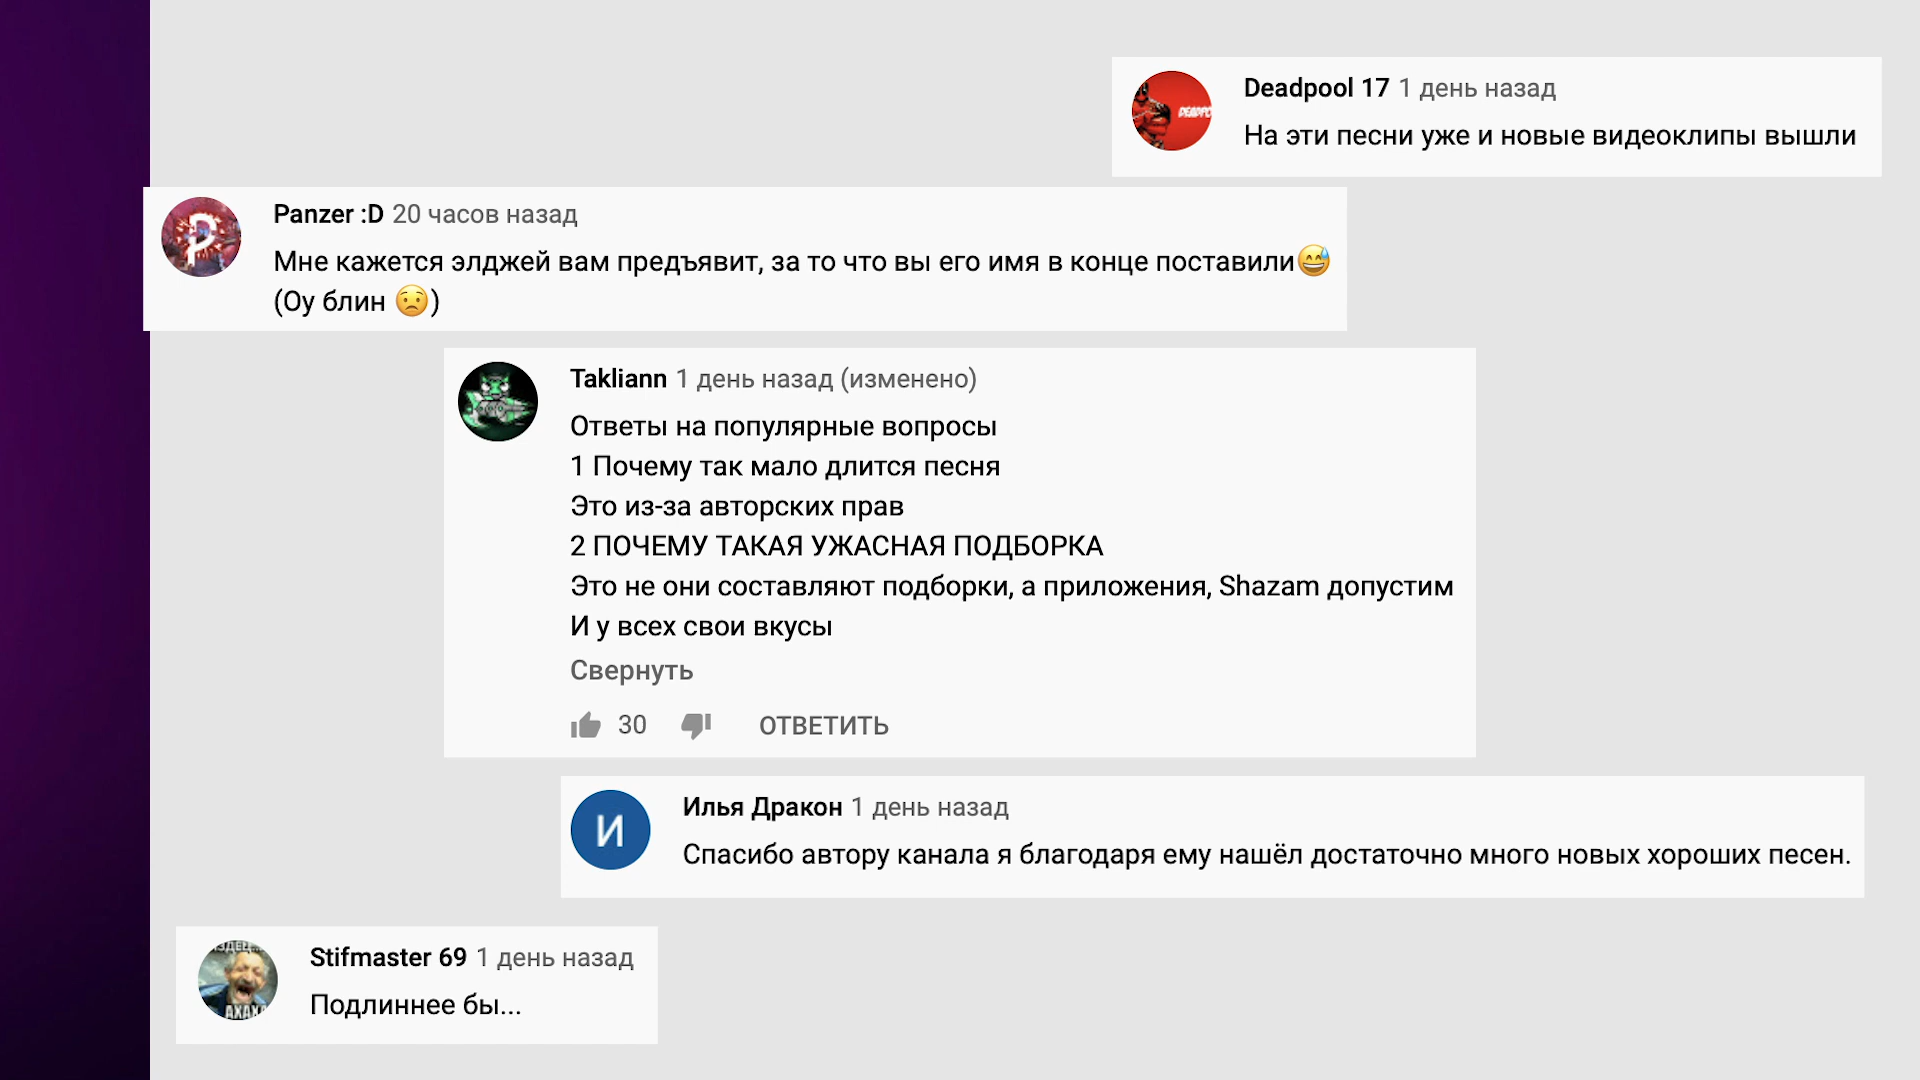 Deadpool 17 1 день назад
На эти песни уже и новые видеоклипы вышли
Panzer :D 20 часов назад
Мне кажется элджей вам предъявит, за то что вы его имя в конце поставили😅
(Оу блин 😟)
Takliann 1 день назад (изменено)
Ответы на популярные вопросы
1 Почему так мало длится песня
Это из-за авторских прав
2 ПОЧЕМУ ТАКАЯ УЖАСНАЯ ПОДБОРКА
Это не они составляют подборки, а приложения, Shazam допустим
И у всех свои вкусы
Свернуть
30 ОТВЕТИТЬ
И
Илья Дракон 1 день назад
Спасибо автору канала я благодаря ему нашёл достаточно много новых хороших песен.
Stifmaster 69 1 день назад
Подлиннее бы...